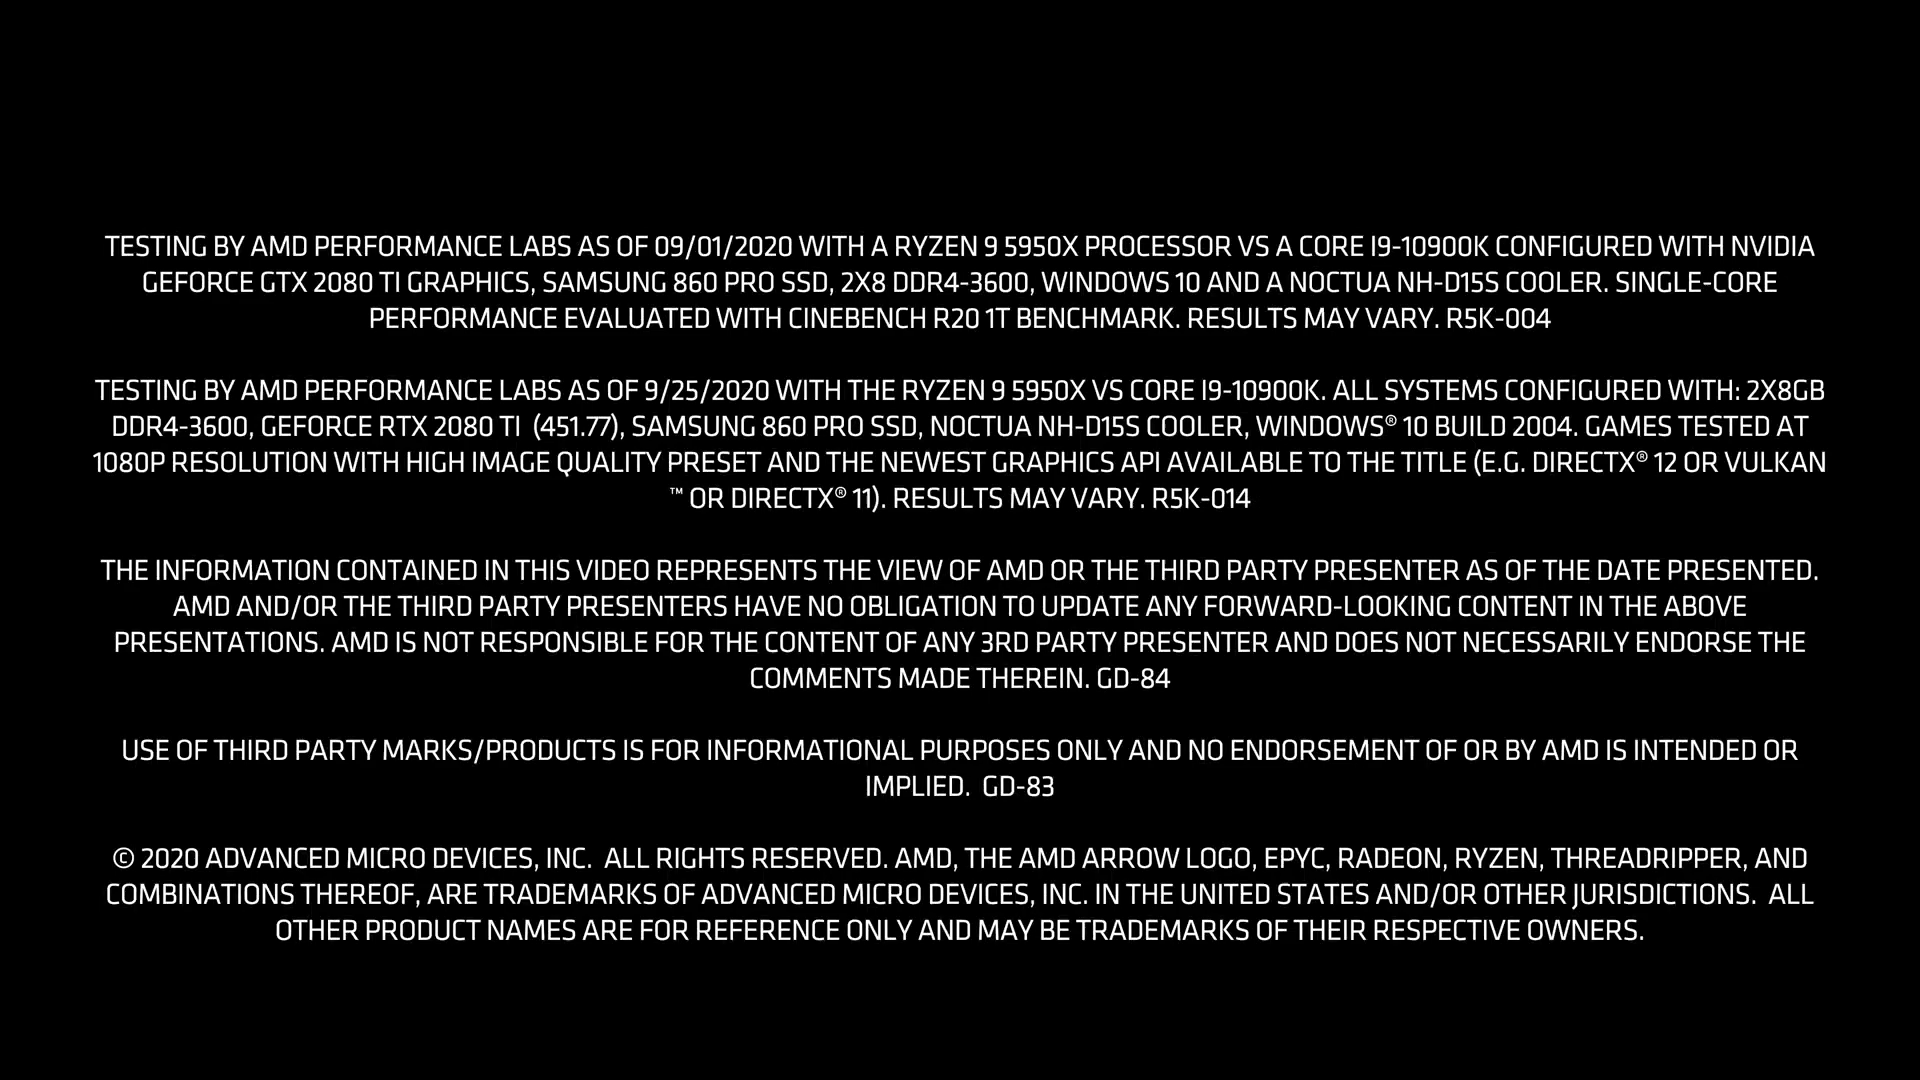 TESTING BY AMD PERFORMANCE LABS AS OF 09/01/2020 WITH A RYZEN 9 5950X PROCESSOR VS A CORE I9-10900K CONFIGURED WITH NVIDIA
GEFORCE GTX 2080 TI GRAPHICS, SAMSUNG 860 PRO SSD, 2X8 DDR4-3600, WINDOWS 10 AND A NOCTUA NH-D15S COOLER. SINGLE-CORE
PERFORMANCE EVALUATED WITH CINEBENCH R20 1T BENCHMARK. RESULTS MAY VARY. R5K-004
TESTING BY AMD PERFORMANCE LABS AS OF 9/25/2020 WITH THE RYZEN 9 5950X VS CORE I9-10900K. ALL SYSTEMS CONFIGURED WITH: 2X8GB
DDR4-3600, GEFORCE RTX 2080 TI  (451.77), SAMSUNG 860 PRO SSD, NOCTUA NH-D15S COOLER, WINDOWS® 10 BUILD 2004. GAMES TESTED AT
1080P RESOLUTION WITH HIGH IMAGE QUALITY PRESET AND THE NEWEST GRAPHICS API AVAILABLE TO THE TITLE (E.G. DIRECTX® 12 OR VULKAN
™ OR DIRECTX® 11). RESULTS MAY VARY. R5K-014
THE INFORMATION CONTAINED IN THIS VIDEO REPRESENTS THE VIEW OF AMD OR THE THIRD PARTY PRESENTER AS OF THE DATE PRESENTED.
AMD AND/OR THE THIRD PARTY PRESENTERS HAVE NO OBLIGATION TO UPDATE ANY FORWARD-LOOKING CONTENT IN THE ABOVE
PRESENTATIONS. AMD IS NOT RESPONSIBLE FOR THE CONTENT OF ANY 3RD PARTY PRESENTER AND DOES NOT NECESSARILY ENDORSE THE
COMMENTS MADE THEREIN. GD-84
USE OF THIRD PARTY MARKS/PRODUCTS IS FOR INFORMATIONAL PURPOSES ONLY AND NO ENDORSEMENT OF OR BY AMD IS INTENDED OR
IMPLIED.  GD-83
© 2020 ADVANCED MICRO DEVICES, INC.  ALL RIGHTS RESERVED. AMD, THE AMD ARROW LOGO, EPYC, RADEON, RYZEN, THREADRIPPER, AND
COMBINATIONS THEREOF, ARE TRADEMARKS OF ADVANCED MICRO DEVICES, INC. IN THE UNITED STATES AND/OR OTHER JURISDICTIONS.  ALL
OTHER PRODUCT NAMES ARE FOR REFERENCE ONLY AND MAY BE TRADEMARKS OF THEIR RESPECTIVE OWNERS.